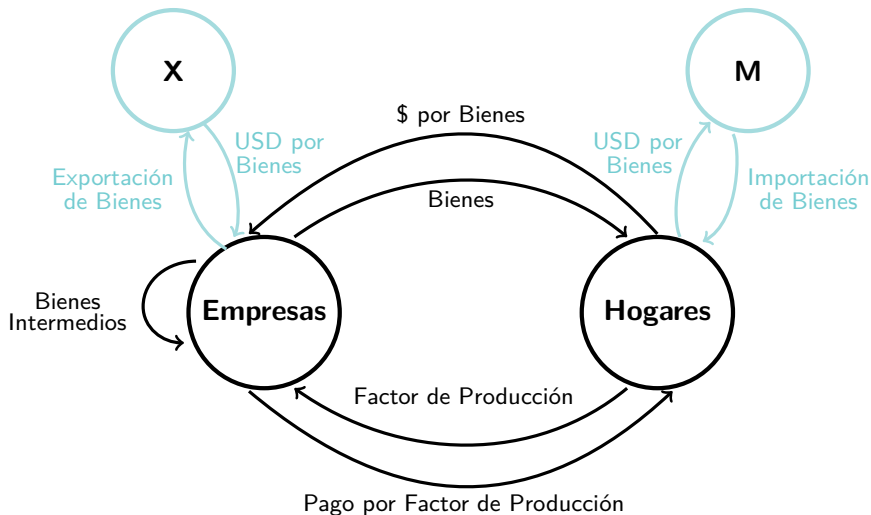 X
M
$ por Bienes
USD por
Bienes
USD por
Bienes
Exportación
de Bienes
Importación
de Bienes
Bienes
Bienes
Intermedios
Empresas
Hogares
Factor de Producción
Pago por Factor de Producción